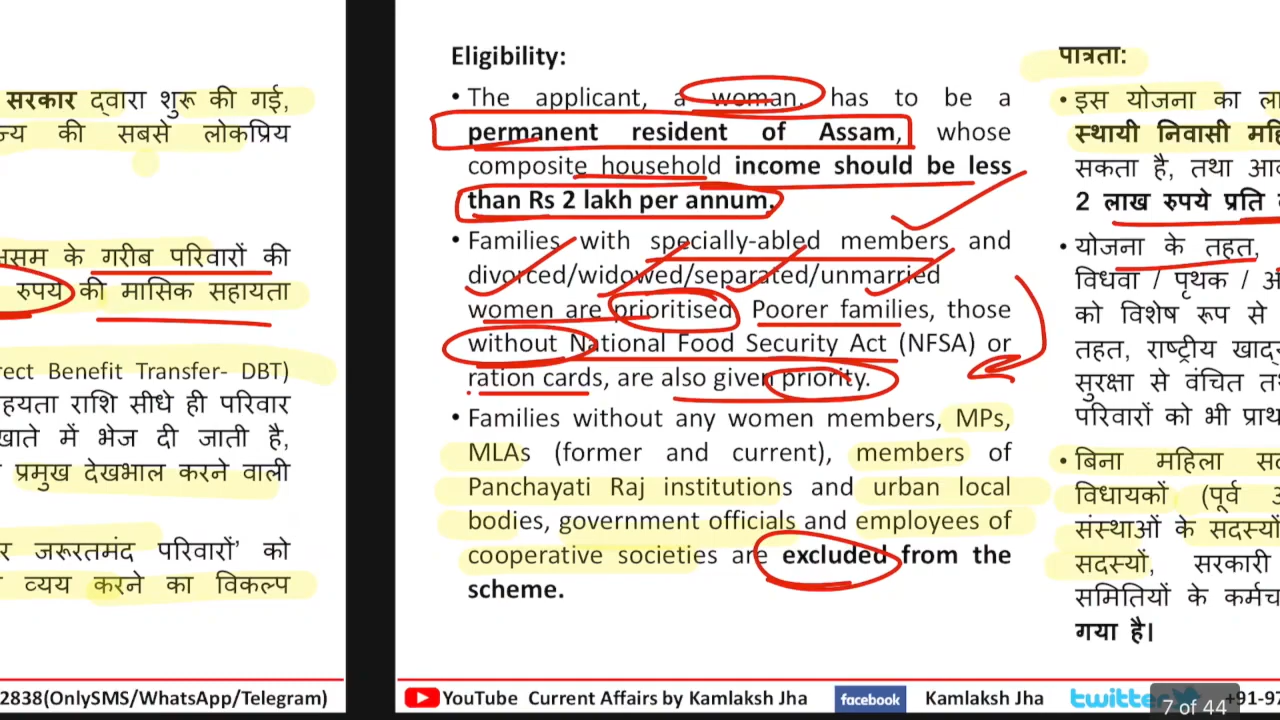 सरकार द्वारा शुरू की गई,
की सबसे लोकप्रिय
के गरीब परिवारों की
रुपये की मासिक सहायता
Benefit Transfer- DBT)
राशि सीधे ही परिवार
में भेज दी जाती है,
प्रमुख देखभाल करने वाली
जरूरतमंद परिवारों' को
व्यय करने का विकल्प
2838(OnlySMS/WhatsApp/Telegram)
Eligibility:
• The applicant, a woman, has to be a
permanent resident of Assam, whose
composite household income should be less
than Rs 2 lakh per annum.
• Families with specially-abled members and
divorced/widowed/separated/unmarried
women are prioritised Poorer families, those
without National Food Security Act (NFSA) or
ration cards, are also given priority.
• Families without any women members, MPs,
MLAs (former and current), members of
Panchayati Raj institutions and urban local
bodies, government officials and employees of
cooperative societies are excluded from the
scheme.
YouTube Current Affairs by Kamlaksh Jha facebook Kamlaksh Jha twitter +91-92
पात्रता:
• इस योजना का
स्थायी निवासी
सकता है, तथा
2 लाख रुपये प्रति
• योजना के तहत,
विधवा / पृथक /
को विशेष रूप से
तहत, राष्ट्रीय
सुरक्षा से वंचित
परिवारों को भी
• बिना महिला
विधायकों (पूर्व
संस्थाओं के सदस्यों
सदस्यों, सरकारी
समितियों के
गया है।
7 of 44